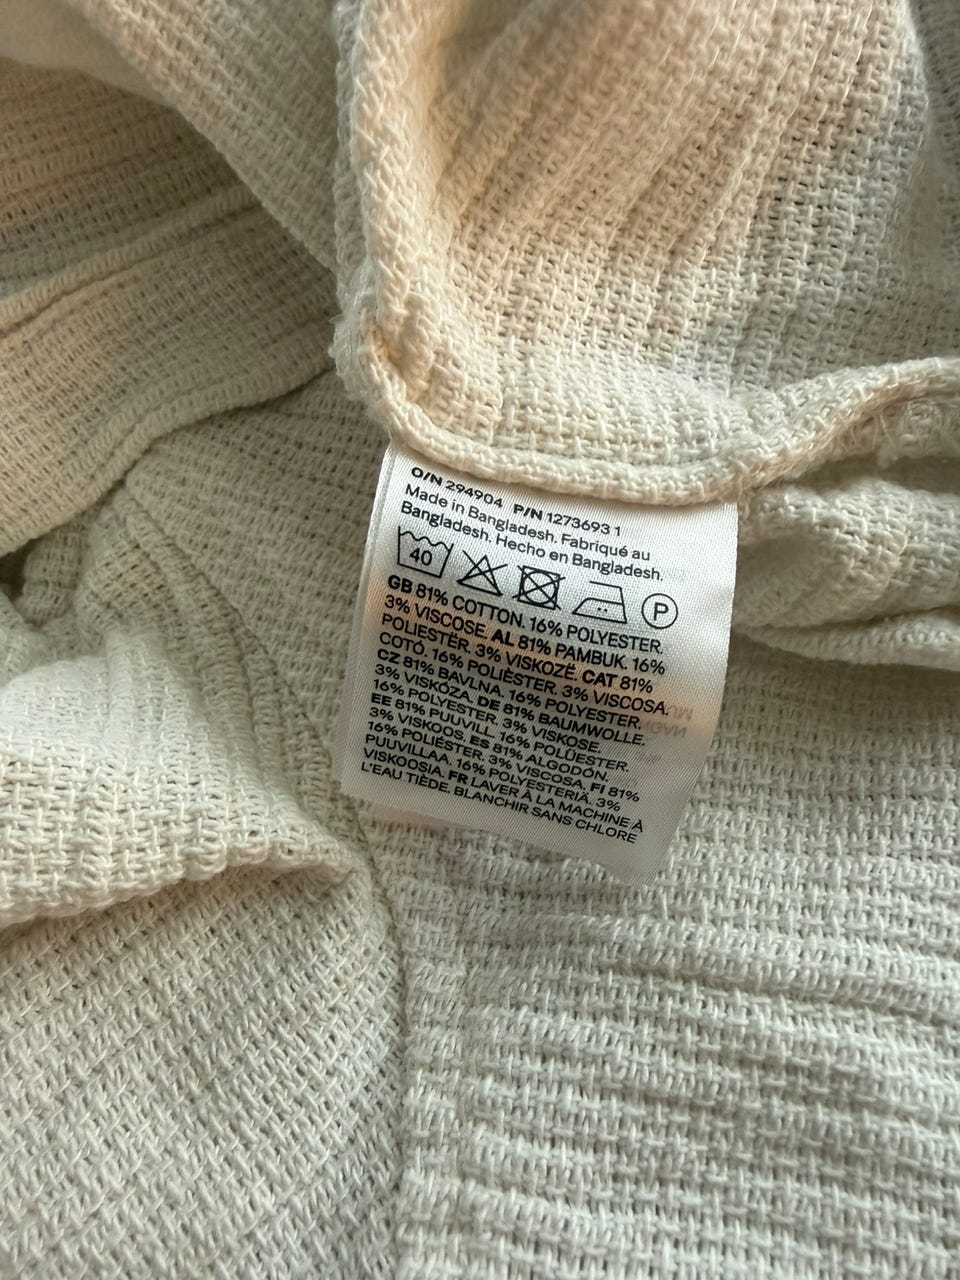 O/N 294904 P/N 1273693 1
Made in Bangladesh. Fabriqué au
Bangladesh. Hecho en Bangladesh.
40 P
GB 81% COTTON. 16% POLYESTER.
3% VISCOSE. AL 81% PAMBUK. 16%
POLIESTËR. 3% VISKOZË. CAT 81%
COTÓ. 16% POLIÈSTER. 3% VISCOSA.
CZ 81% BAVLNA. 16% POLYESTER.
3% VISKÓZA. DE 81% BAUMWOLLE.
16% POLYESTER. 3% VISKOSE.
EE 81% PUUVILL. 16% POLÜESTER.
3% VISKOOS. ES 81% ALGODÓN.
16% POLIÉSTER. 3% VISCOSA. FI 81%
PUUVILLAA. 16% POLYESTERIÄ. 3%
VISKOOSIA. FR LAVER À LA MACHINE À
L'EAU TIÈDE. BLANCHIR SANS CHLORE